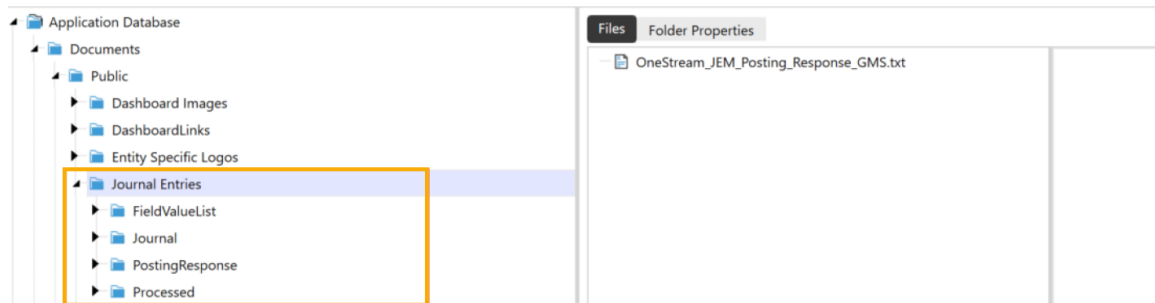 Application Database
Documents
Public
Dashboard Images
DashboardLinks
Entity Specific Logos
Journal Entries
FieldValueList
Journal
PostingResponse
Processed
Files
Folder Properties
OneStream_JEM_Posting_Response_GMS.txt